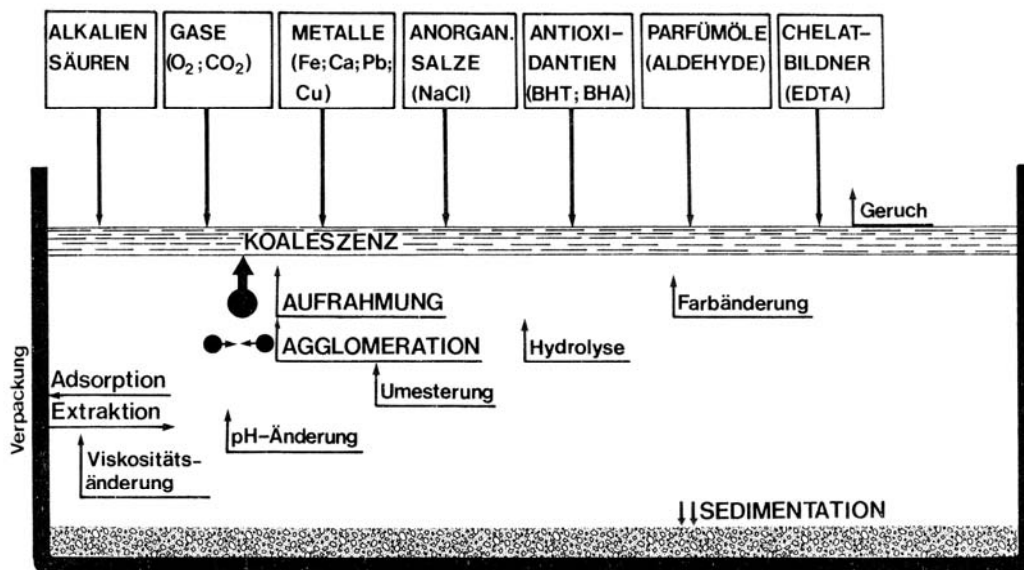 ALKALIEN
SÄUREN
GASE
(O₂;CO₂)
METALLE
(Fe;Ca;Pb;
Cu)
ANORGAN.
SALZE
(NaCl)
ANTIOXI-
DANTIEN
(BHT;BHA)
PARFÜMÖLE
(ALDEHYDE)
CHELAT-
BILDNER
(EDTA)
Geruch
KOALESZENZ
AUFRAHMUNG
Farbänderung
AGGLOMERATION
Hydrolyse
Verpackung
Adsorption
Umesterung
Extraktion
pH-Änderung
Viskositäts-
änderung
SEDIMENTATION